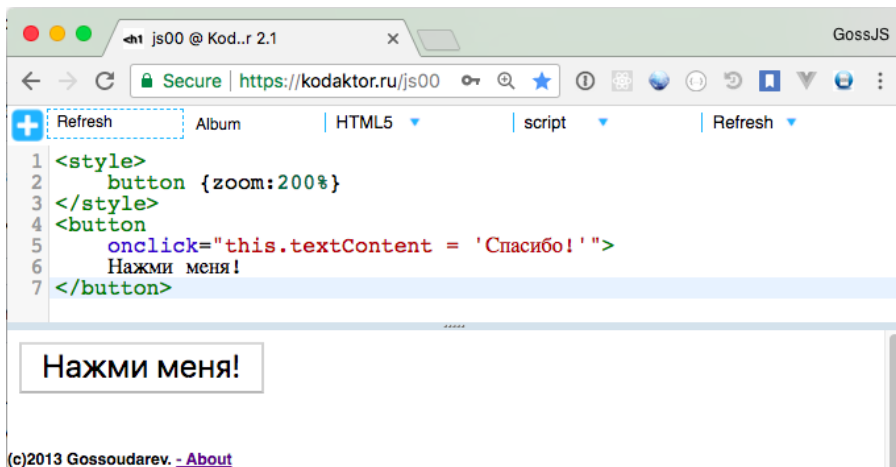 <h1 js00 @ Kod..r 2.1
GossJS
Secure https://kodaktor.ru/js00
Refresh Album HTML5 script Refresh
1 <style>
2 button {zoom:200%}
3 </style>
4 <button
5 onclick="this.textContent = 'Спасибо!'">
6 Нажми меня!
7 </button>
Нажми меня!
(c)2013 Gossoudarev. - About